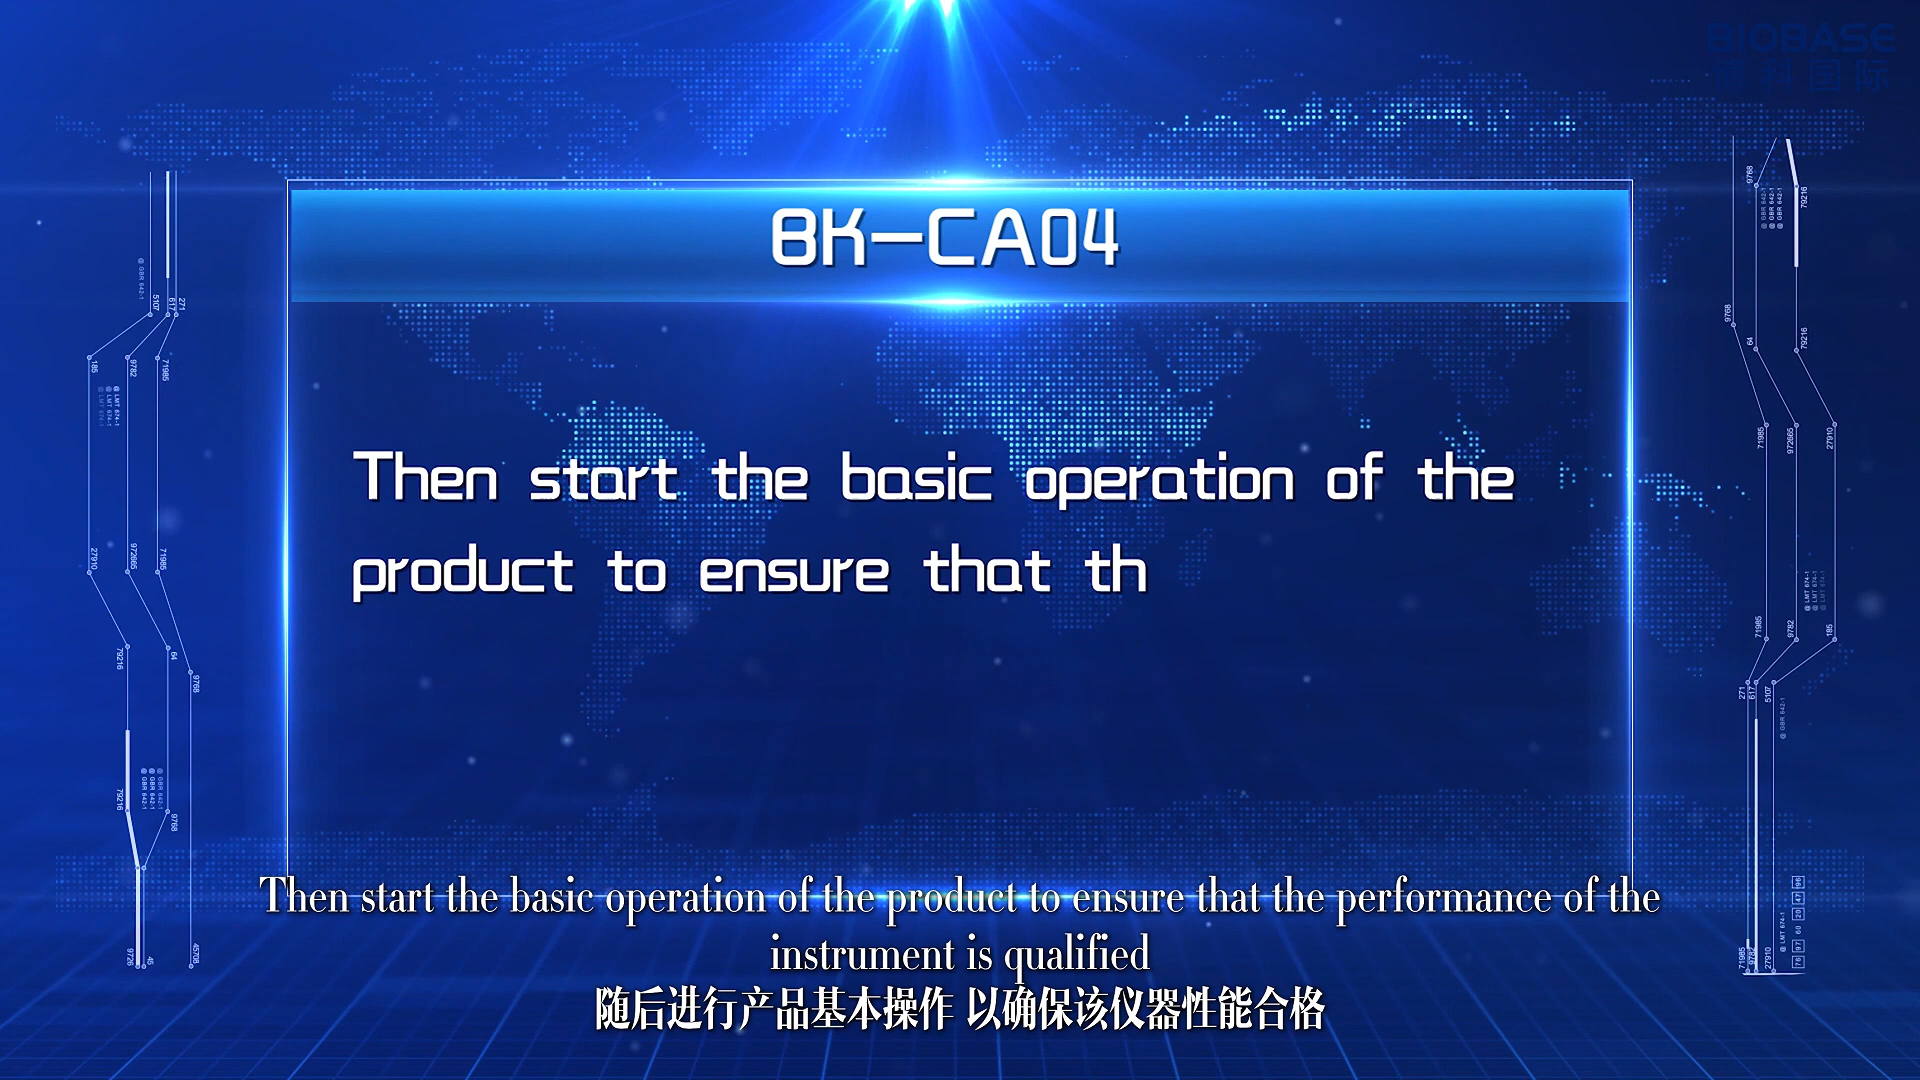 BIOBASE
BK-CA04
Then start the basic operation of the
product to ensure that th
Then start the basic operation of the product to ensure that the performance of the
instrument is qualified
随后进行产品基本操作 以确保该仪器性能合格